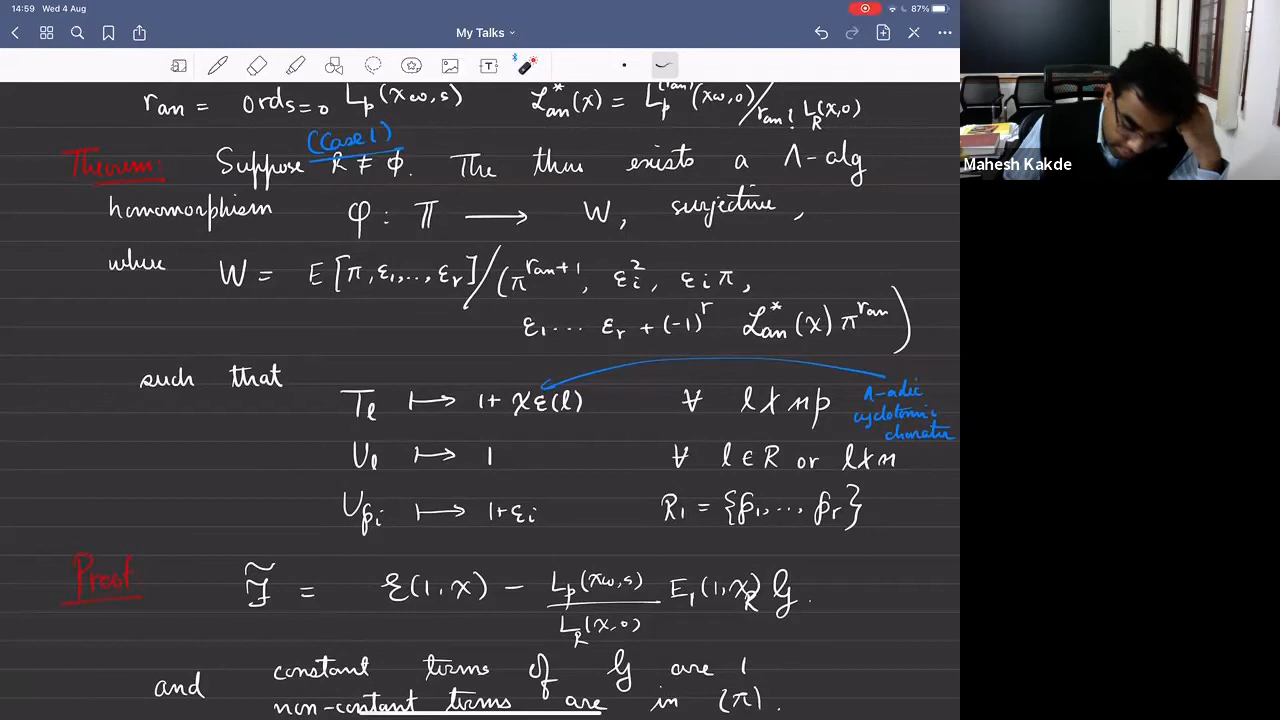 14:59 Wed 4 Aug
87%
My Talks
r_an = ord_{s=0} L_p(χω, s) L*_an(χ) = L_p^{(r_an)}(χω, 0) / r_an! L_R(χ, 0)
(Case 1)
Theorem: Suppose R ≠ ϕ. The thus exists a Λ-alg
homomorphism φ : 𝕋 ⟶ W, surjective,
where W = E[π, ε_1, ..., ε_r] / (π^{r_an+1}, ε_i^2, ε_i π,
ε_1 ... ε_r + (-1)^r L*_an(χ) π^{r_an})
such that
T_l ⟼ 1 + χε(l) ∀ l ∤ np
Λ-adic
cyclotomic
character
U_l ⟼ 1 ∀ l ∈ R or l ∤ n
U_{p_i} ⟼ 1 + ε_i R_1 = {p_1, ..., p_r}
Proof F̃ = ℰ(1, χ) - L_p(χω, s) / L_R(χ, 0) E_1(1, χ_R) G.
and constant terms of G are 1
non-constant terms are in (π).
Mahesh Kakde